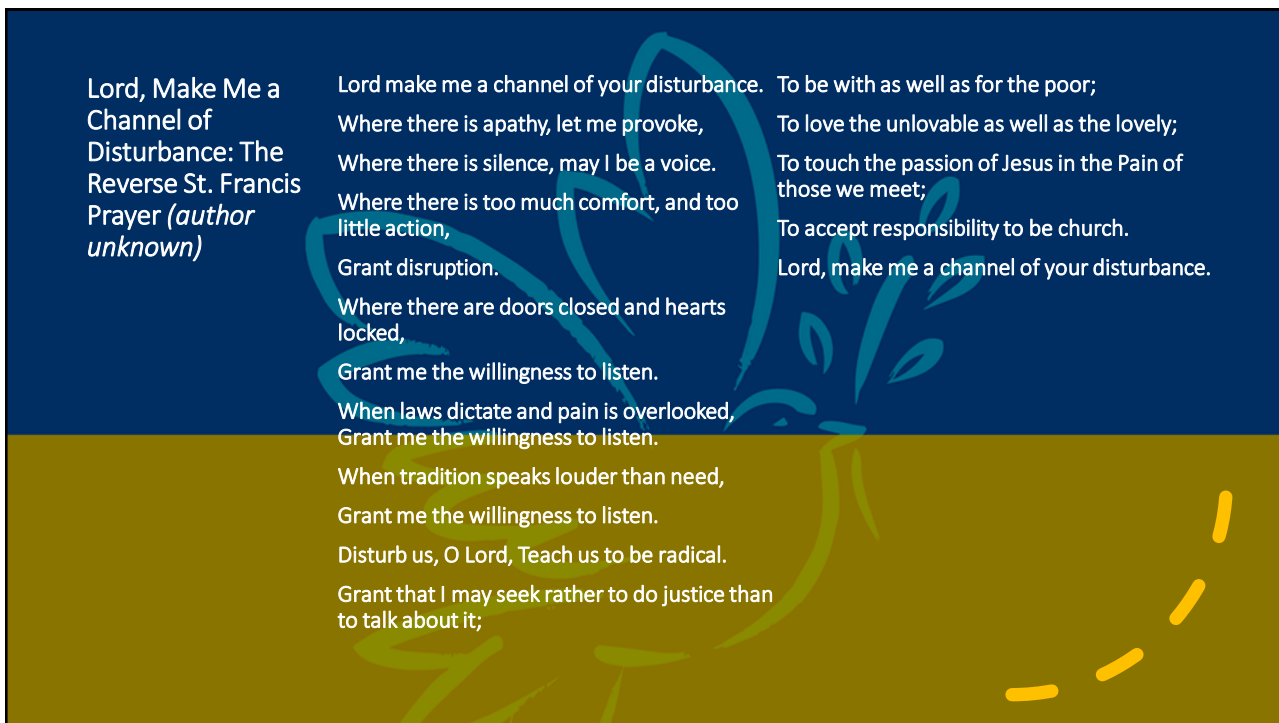 Lord, Make Me a
Channel of
Disturbance: The
Reverse St. Francis
Prayer (author
unknown)
Lord make me a channel of your disturbance.
Where there is apathy, let me provoke,
Where there is silence, may I be a voice.
Where there is too much comfort, and too
little action,
Grant disruption.
Where there are doors closed and hearts
locked,
Grant me the willingness to listen.
When laws dictate and pain is overlooked,
Grant me the willingness to listen.
When tradition speaks louder than need,
Grant me the willingness to listen.
Disturb us, O Lord, Teach us to be radical.
Grant that I may seek rather to do justice than
to talk about it;
To be with as well as for the poor;
To love the unlovable as well as the lovely;
To touch the passion of Jesus in the Pain of
those we meet;
To accept responsibility to be church.
Lord, make me a channel of your disturbance.